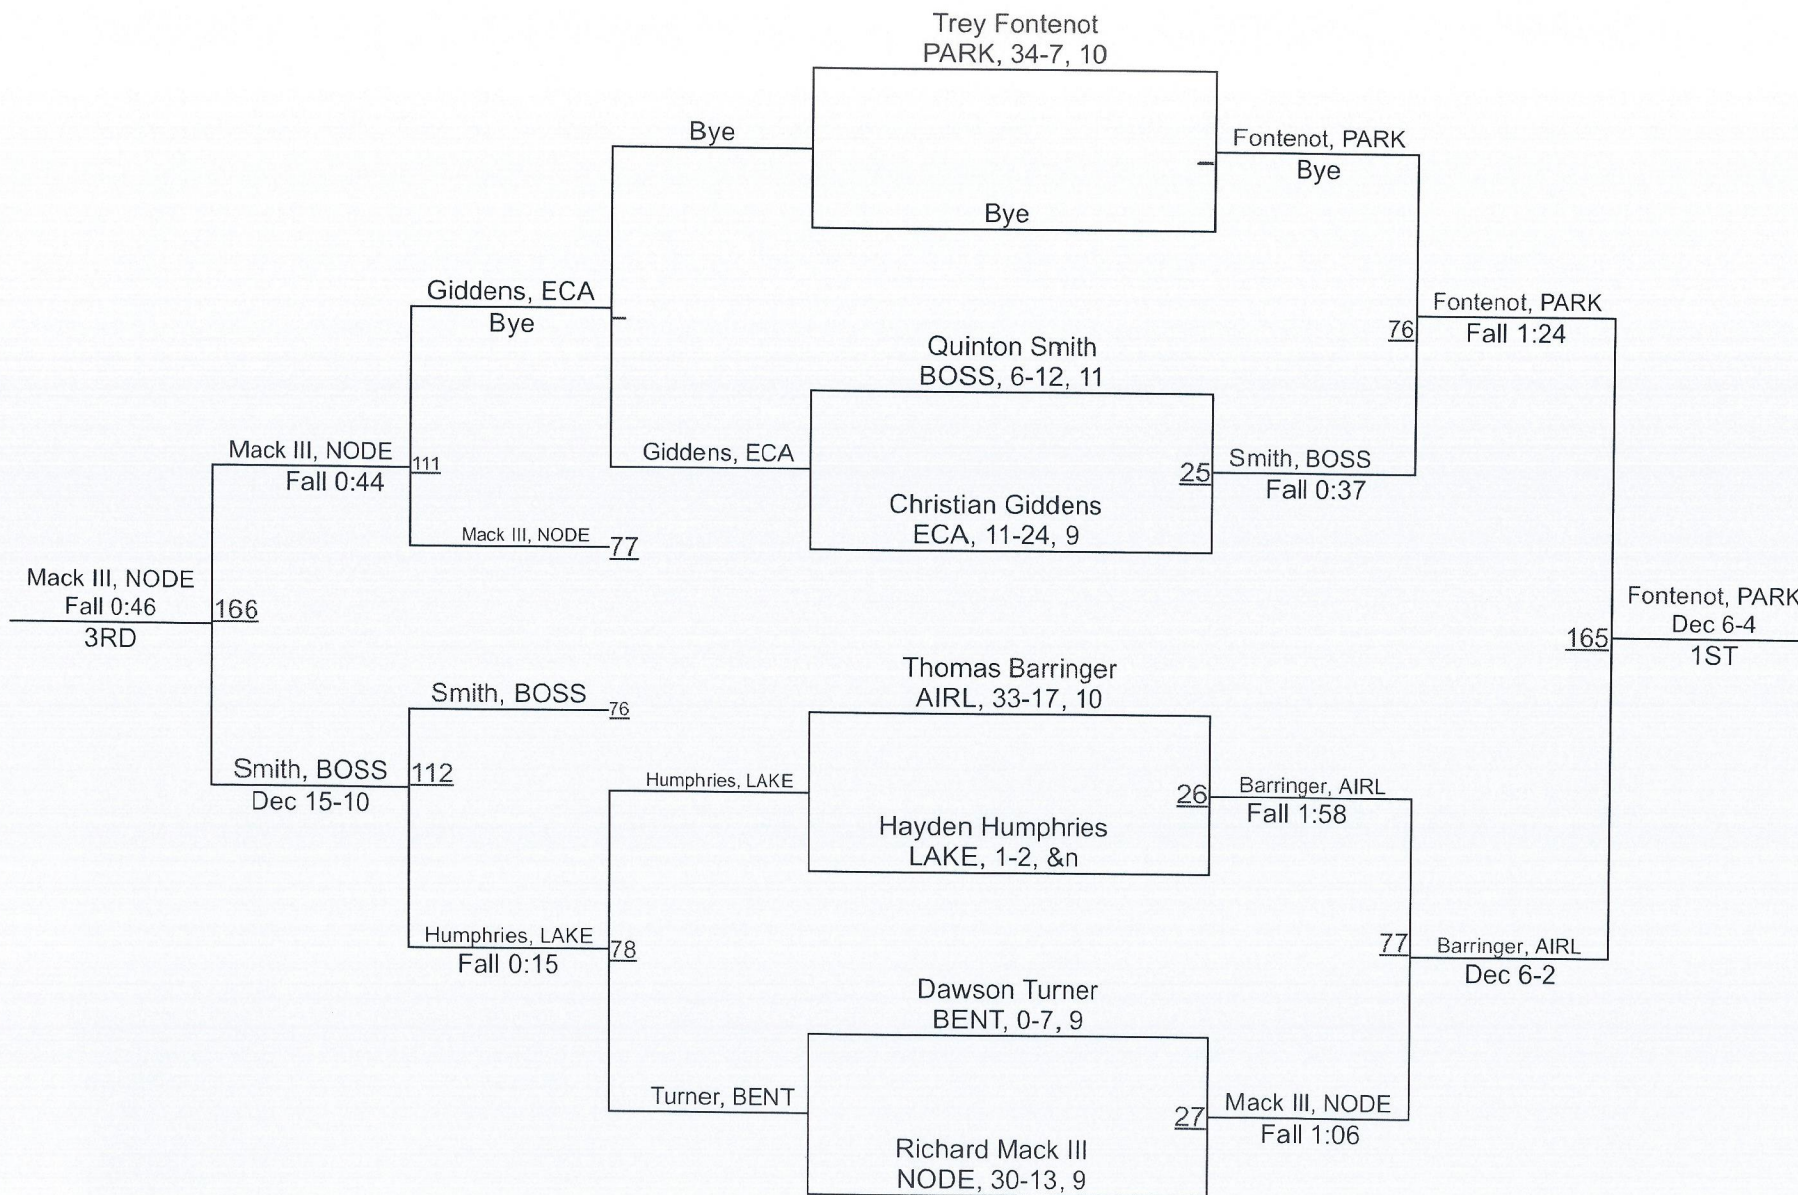 Trey Fontenot
PARK, 34-7, 10
Bye
Fontenot, PARK
Bye
Bye
Giddens, ECA
Bye
Fontenot, PARK
76
Fall 1:24
Quinton Smith
BOSS, 6-12, 11
Mack III, NODE
111
Fall 0:44
Giddens, ECA
25
Smith, BOSS
Fall 0:37
Christian Giddens
ECA, 11-24, 9
Mack III, NODE
77
Mack III, NODE
Fall 0:46
166
3RD
Fontenot, PARK
Dec 6-4
165
1ST
Thomas Barringer
AIRL, 33-17, 10
Smith, BOSS
76
Smith, BOSS
112
Dec 15-10
Humphries, LAKE
26
Barringer, AIRL
Fall 1:58
Hayden Humphries
LAKE, 1-2, &n
Humphries, LAKE
78
Fall 0:15
77
Barringer, AIRL
Dec 6-2
Dawson Turner
BENT, 0-7, 9
Turner, BENT
27
Mack III, NODE
Fall 1:06
Richard Mack III
NODE, 30-13, 9